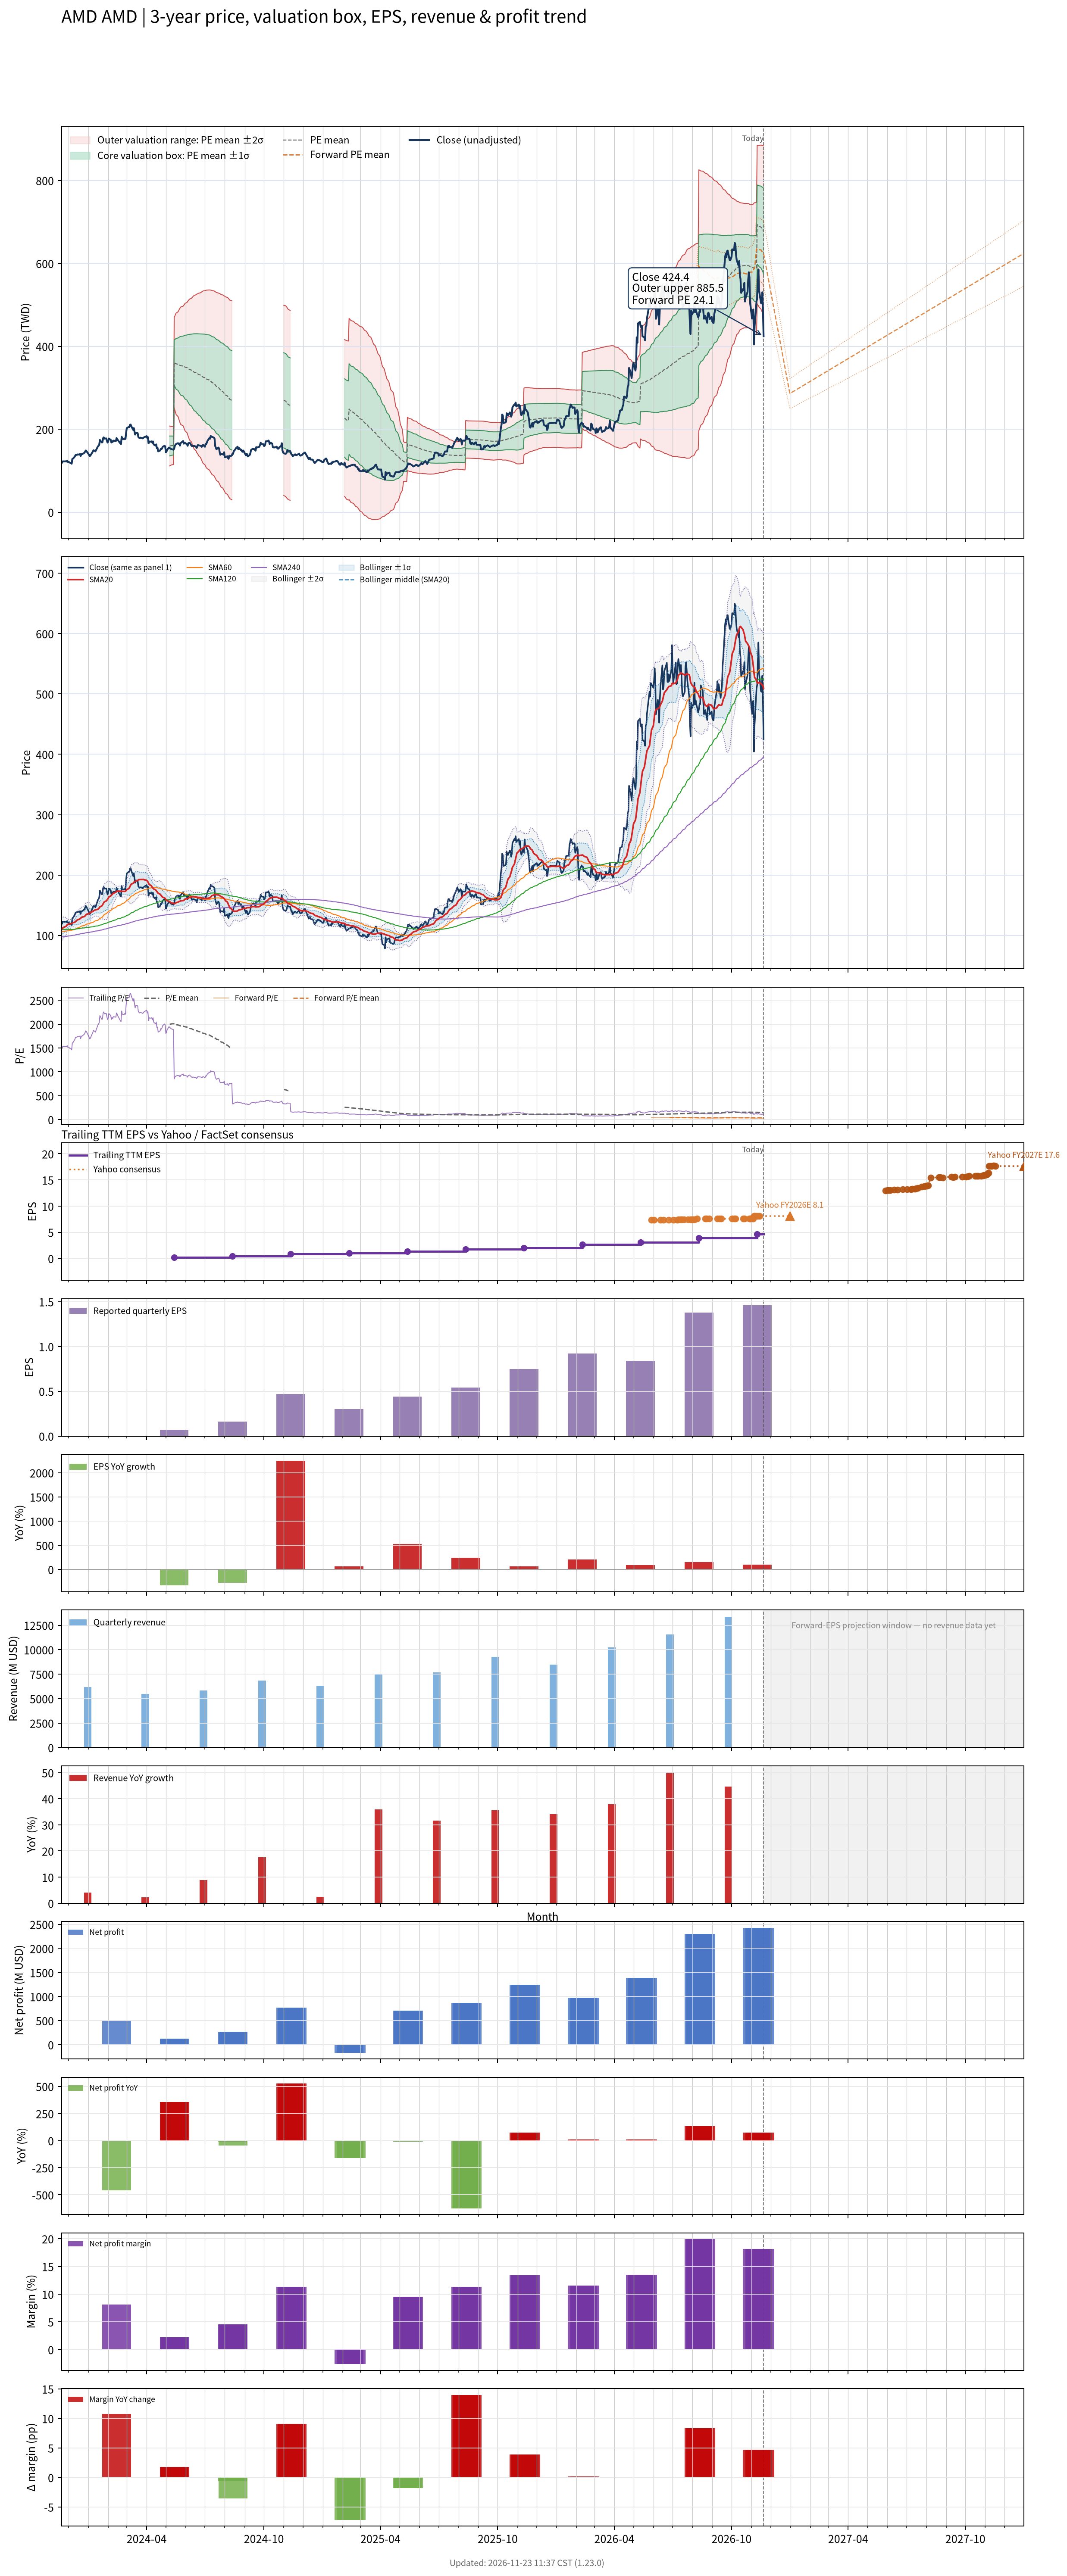 AMD AMD | 3-year price, valuation box, EPS, revenue & profit trend
Outer valuation range: PE mean ±2σ
Core valuation box: PE mean ±1σ
PE mean
Forward PE mean
Close (unadjusted)
Today
Close 424.4
Outer upper 885.5
Forward PE 24.1
Price (TWD)
800
600
400
200
0
Close (same as panel 1)
SMA20
SMA60
SMA120
SMA240
Bollinger ±2σ
Bollinger ±1σ
Bollinger middle (SMA20)
Price
700
600
500
400
300
200
100
Trailing P/E
P/E mean
Forward P/E
Forward P/E mean
P/E
2500
2000
1500
1000
500
0
Trailing TTM EPS vs Yahoo / FactSet consensus
Trailing TTM EPS
Yahoo consensus
Today
Yahoo FY2026E 8.1
Yahoo FY2027E 17.6
EPS
20
15
10
5
0
Reported quarterly EPS
EPS
1.5
1.0
0.5
0.0
EPS YoY growth
YoY (%)
2000
1500
1000
500
0
Quarterly revenue
Forward-EPS projection window — no revenue data yet
Revenue (M USD)
12500
10000
7500
5000
2500
0
Revenue YoY growth
YoY (%)
50
40
30
20
10
0
Month
Net profit
Net profit (M USD)
2500
2000
1500
1000
500
0
Net profit YoY
YoY (%)
500
250
0
-250
-500
Net profit margin
Margin (%)
20
15
10
5
0
Margin YoY change
Δ margin (pp)
15
10
5
0
-5
2024-04
2024-10
2025-04
2025-10
2026-04
2026-10
2027-04
2027-10
Updated: 2026-11-23 11:37 CST (1.23.0)